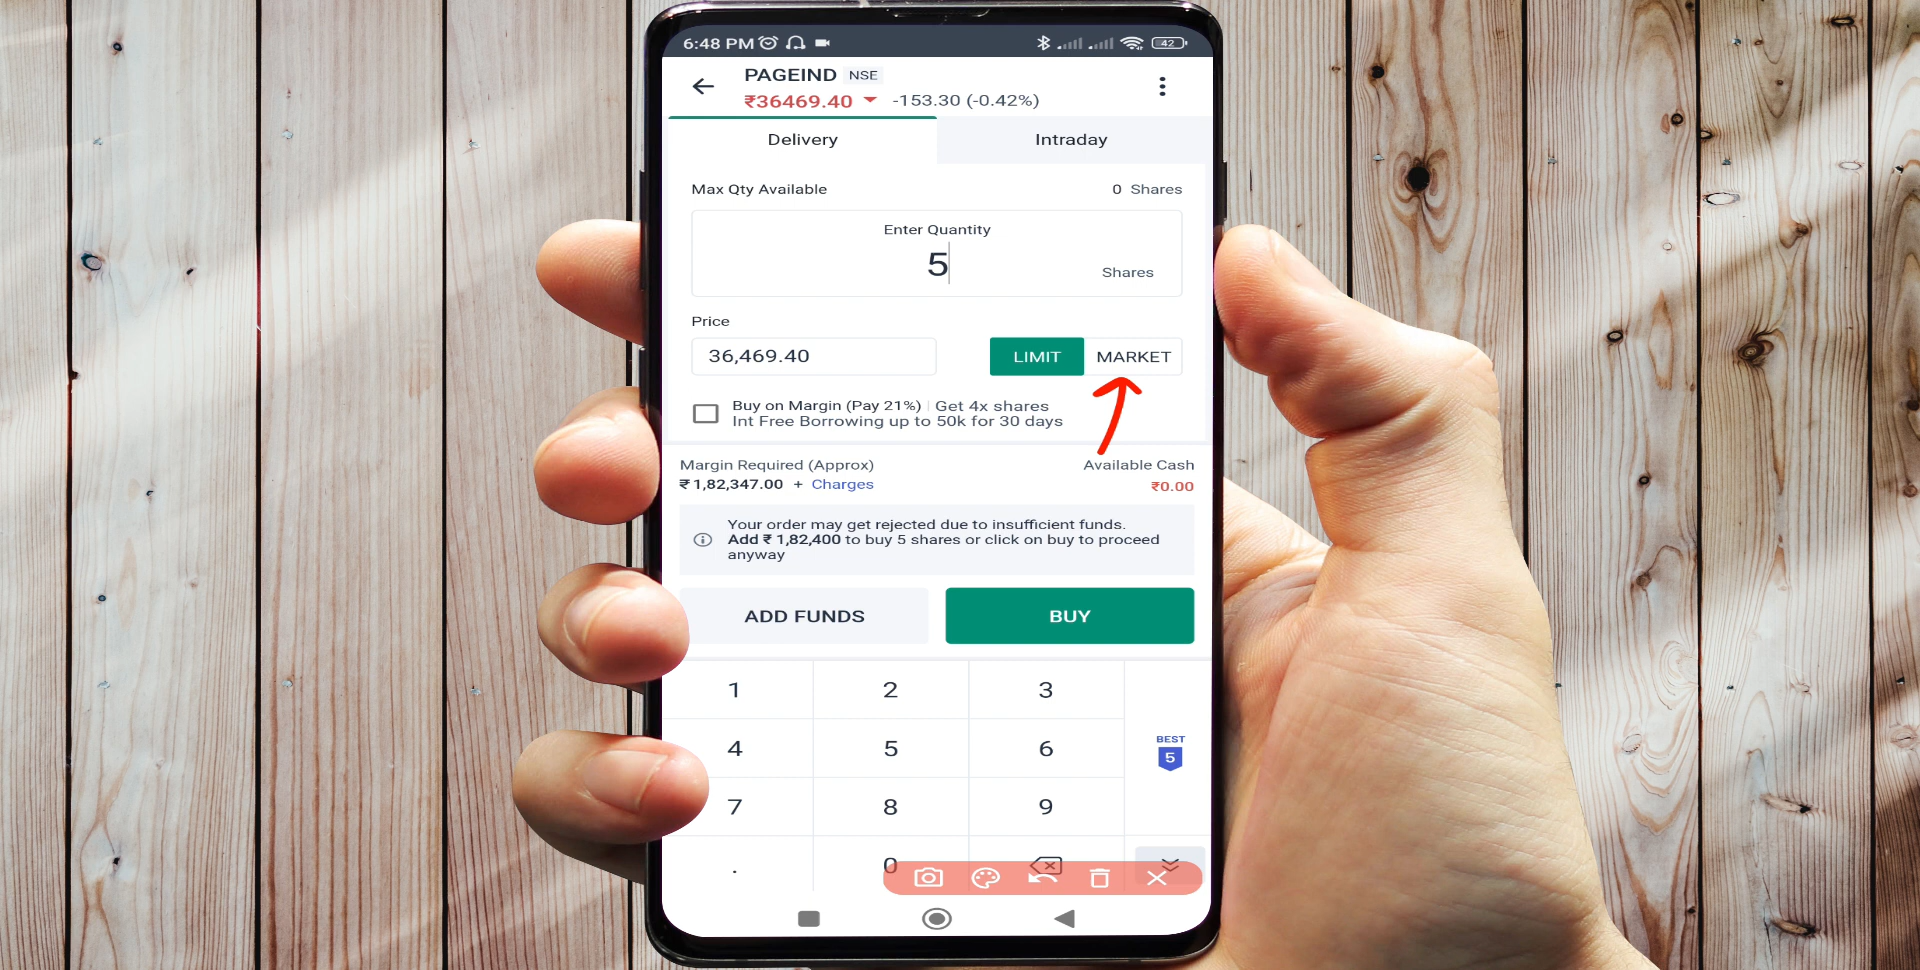 6:48 PM
42
PAGEIND NSE
₹36469.40 -153.30 (-0.42%)
Delivery Intraday
Max Qty Available 0 Shares
Enter Quantity
5
Shares
Price
36,469.40 LIMIT MARKET
Buy on Margin (Pay 21%) | Get 4x shares
Int Free Borrowing up to 50k for 30 days
Margin Required (Approx) Available Cash
₹1,82,347.00 + Charges ₹0.00
Your order may get rejected due to insufficient funds.
Add ₹ 1,82,400 to buy 5 shares or click on buy to proceed
anyway
ADD FUNDS BUY
1 2 3
BEST
5
4 5 6
7 8 9
. 0